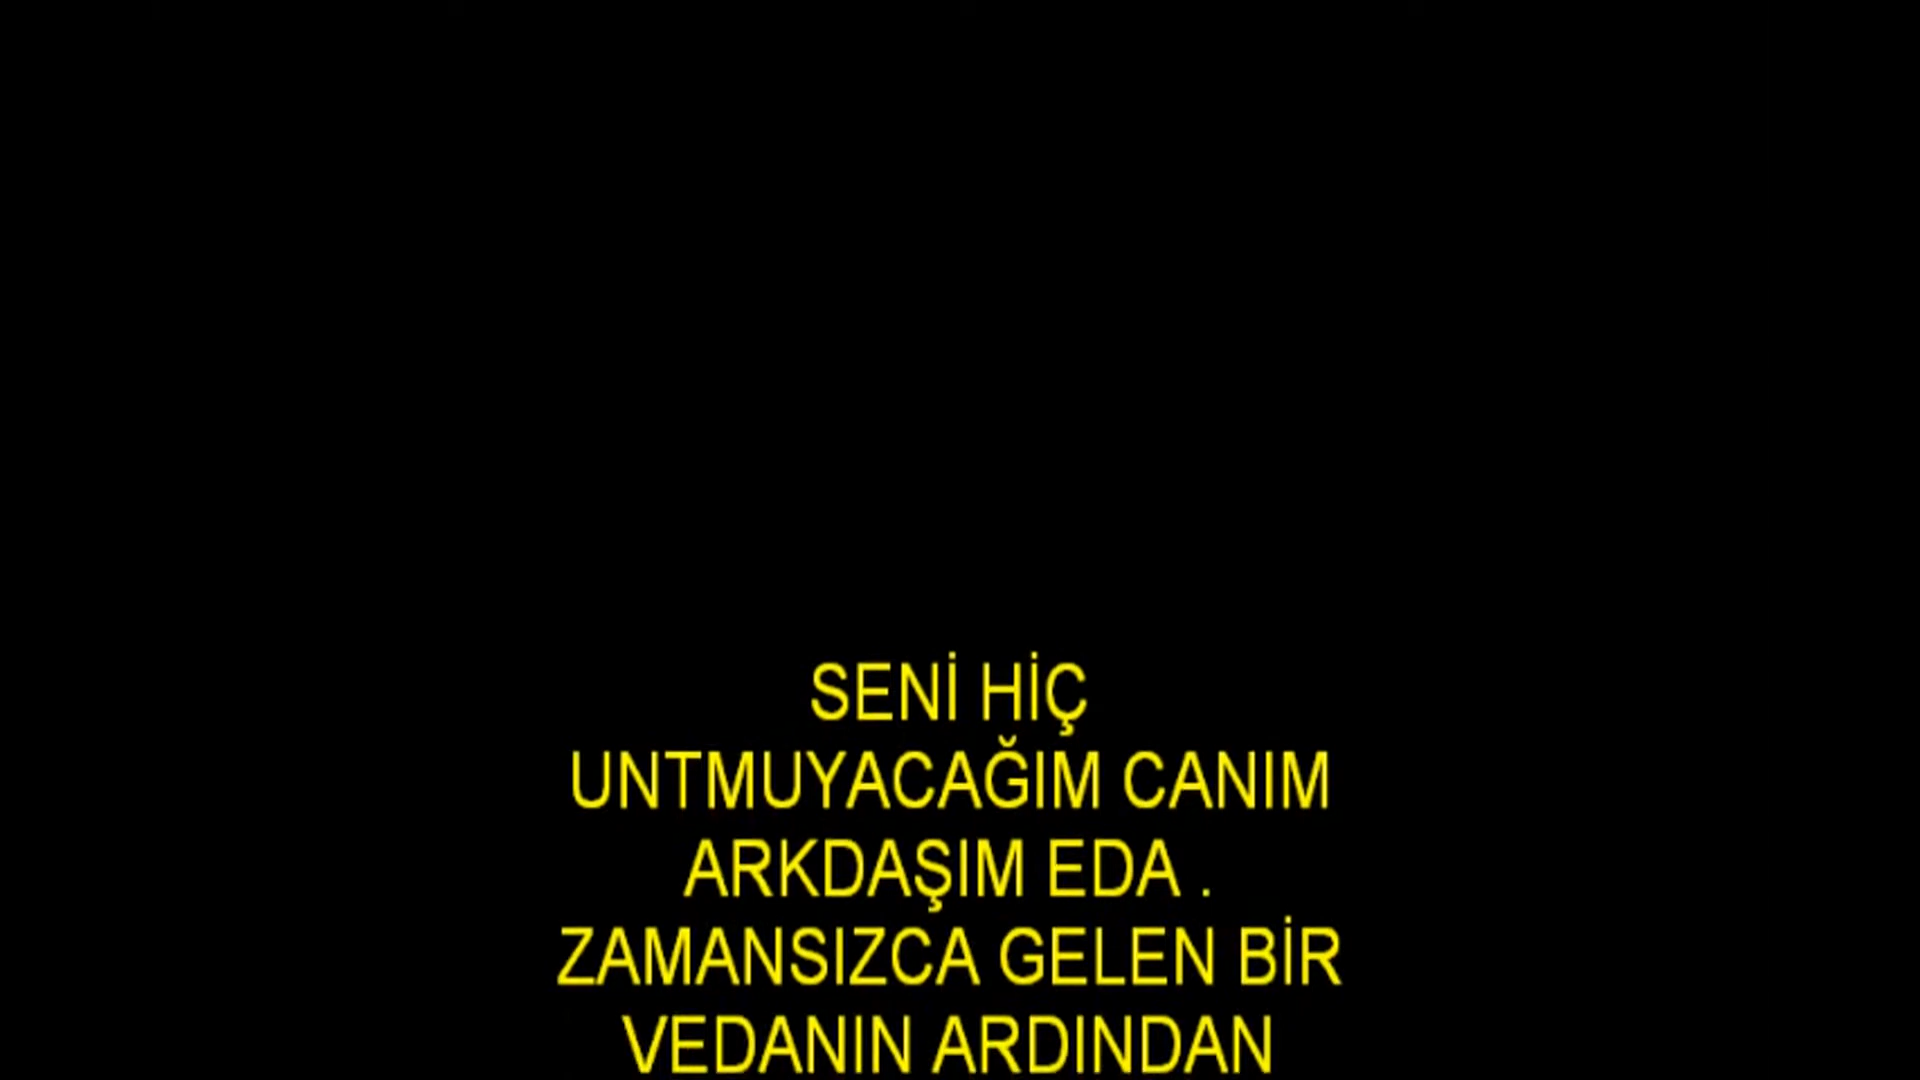 SENİ HİÇ
UNTMUYACAĞIM CANIM
ARKDAŞIM EDA .
ZAMANSIZCA GELEN BİR
VEDANIN ARDINDAN